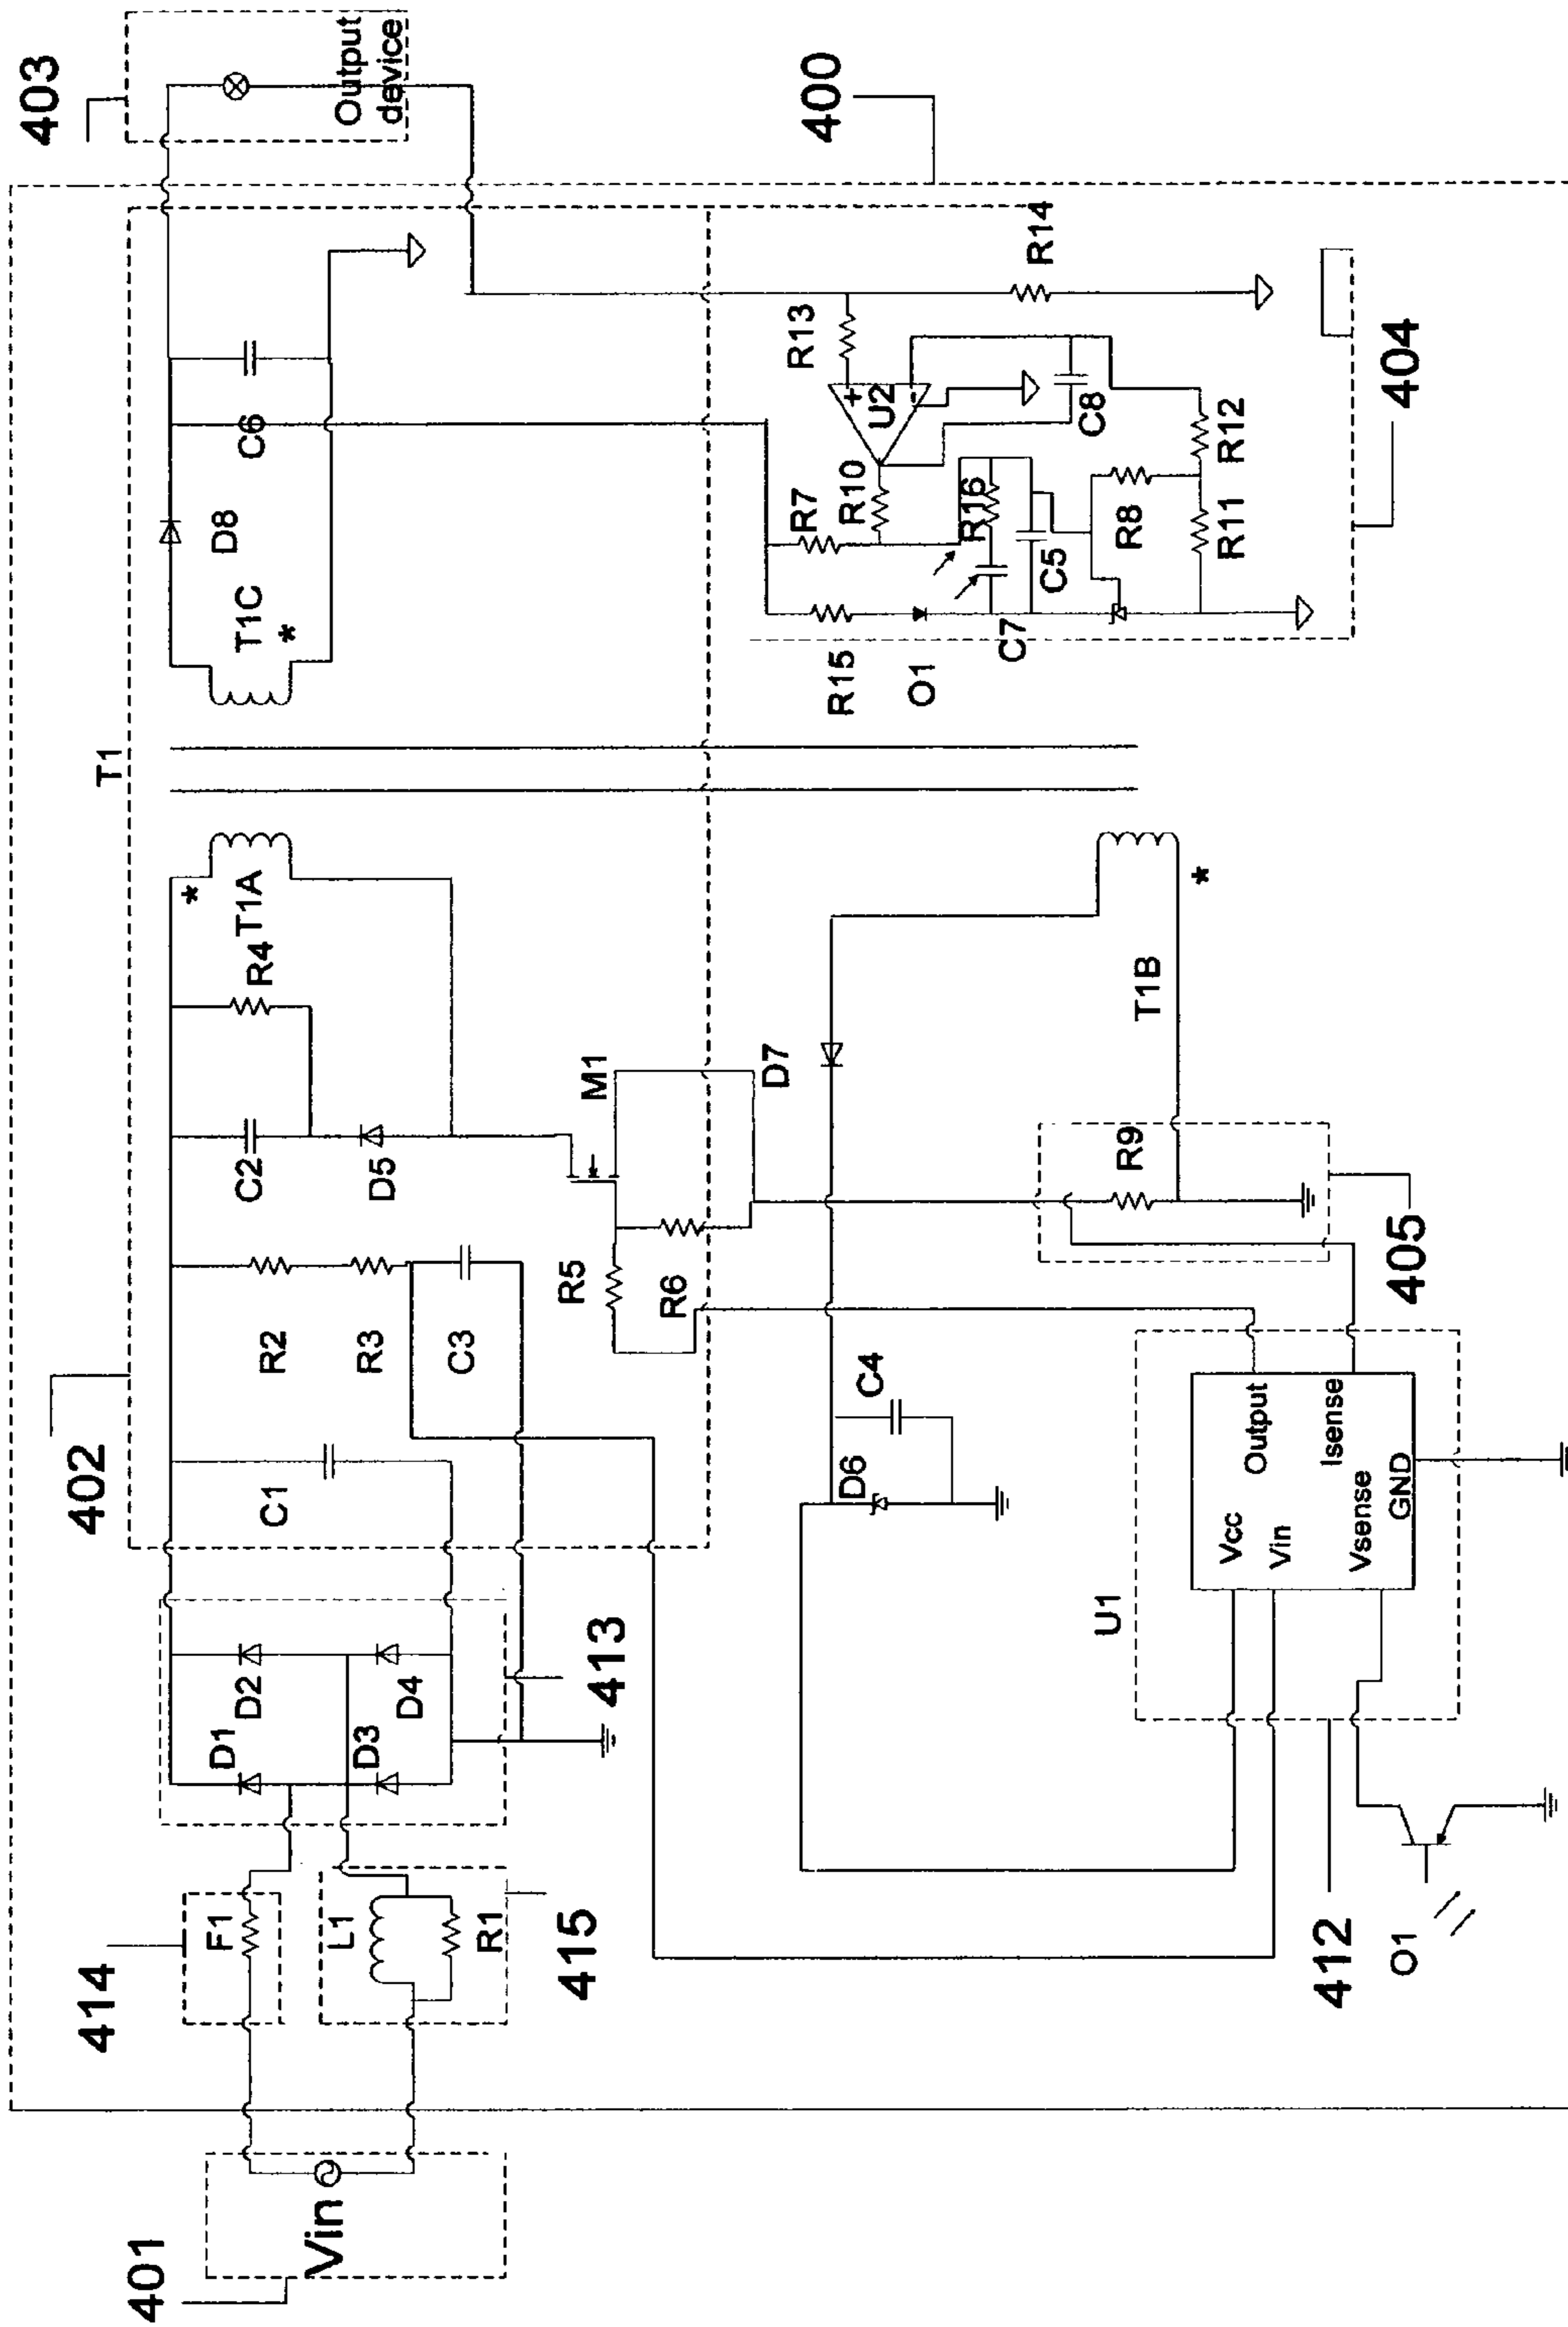 401
Vin
414
F1
L1
R1
415
413
D1
D2
D3
D4
402
C1
R2
R3
C3
C2
D5
R4
T1A
*
R5
R6
M1
T1
T1C
*
D8
C6
403
Output
device
400
D7
T1B
*
R9
405
D6
C4
U1
Vcc
Vin
Vsense
GND
Output
Isense
412
O1
R15
O1
R7
R10
R16
C7
C5
R8
R11
R12
C8
U2
+
-
R13
R14
404